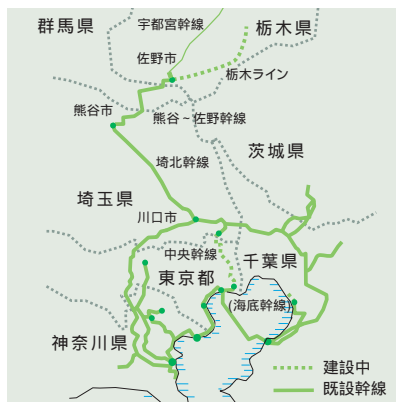 群馬県
宇都宮幹線
栃木県
佐野市
栃木ライン
熊谷市
熊谷~佐野幹線
茨城県
埼北幹線
埼玉県
川口市
中央幹線
千葉県
東京都
(海底幹線)
神奈川県
建設中
既設幹線